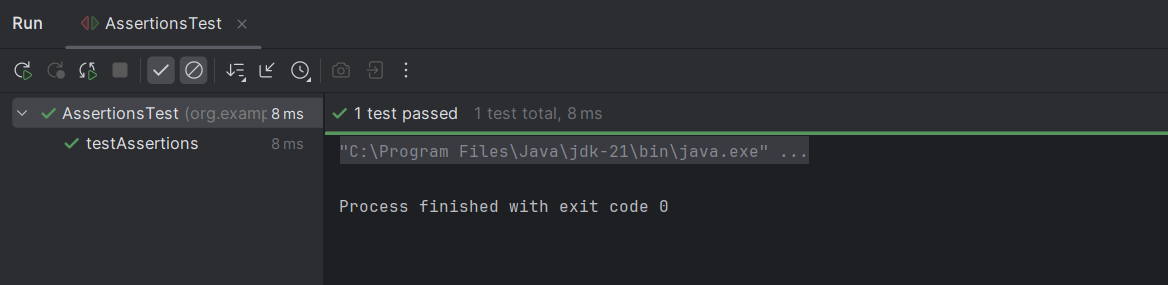 Run AssertionsTest
AssertionsTest (org.examp 8 ms
testAssertions 8 ms
1 test passed 1 test total, 8 ms
"C:\Program Files\Java\jdk-21\bin\java.exe" ...
Process finished with exit code 0